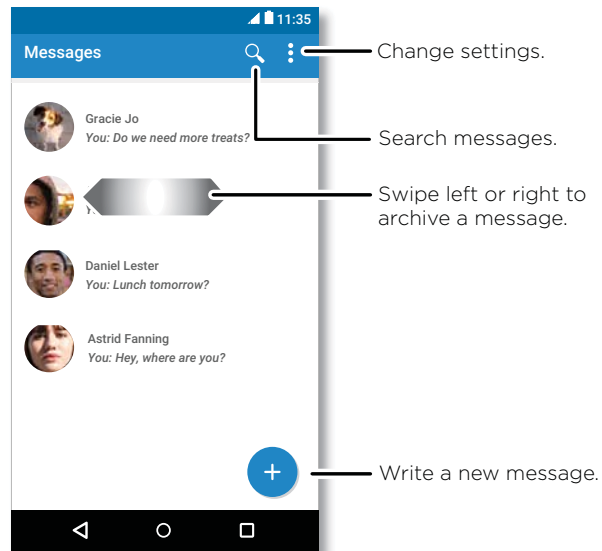 11:35
Messages
Change settings.
Gracie Jo
You: Do we need more treats?
Search messages.
Swipe left or right to
archive a message.
Daniel Lester
You: Lunch tomorrow?
Astrid Fanning
You: Hey, where are you?
+
Write a new message.